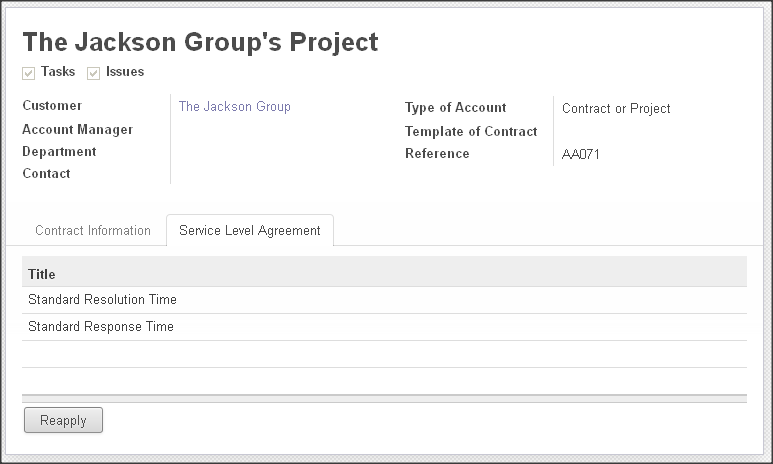 The Jackson Group's Project
Tasks Issues
Customer The Jackson Group
Account Manager
Department
Contact
Type of Account Contract or Project
Template of Contract
Reference AA071
Contract Information Service Level Agreement
Title
Standard Resolution Time
Standard Response Time
Reapply